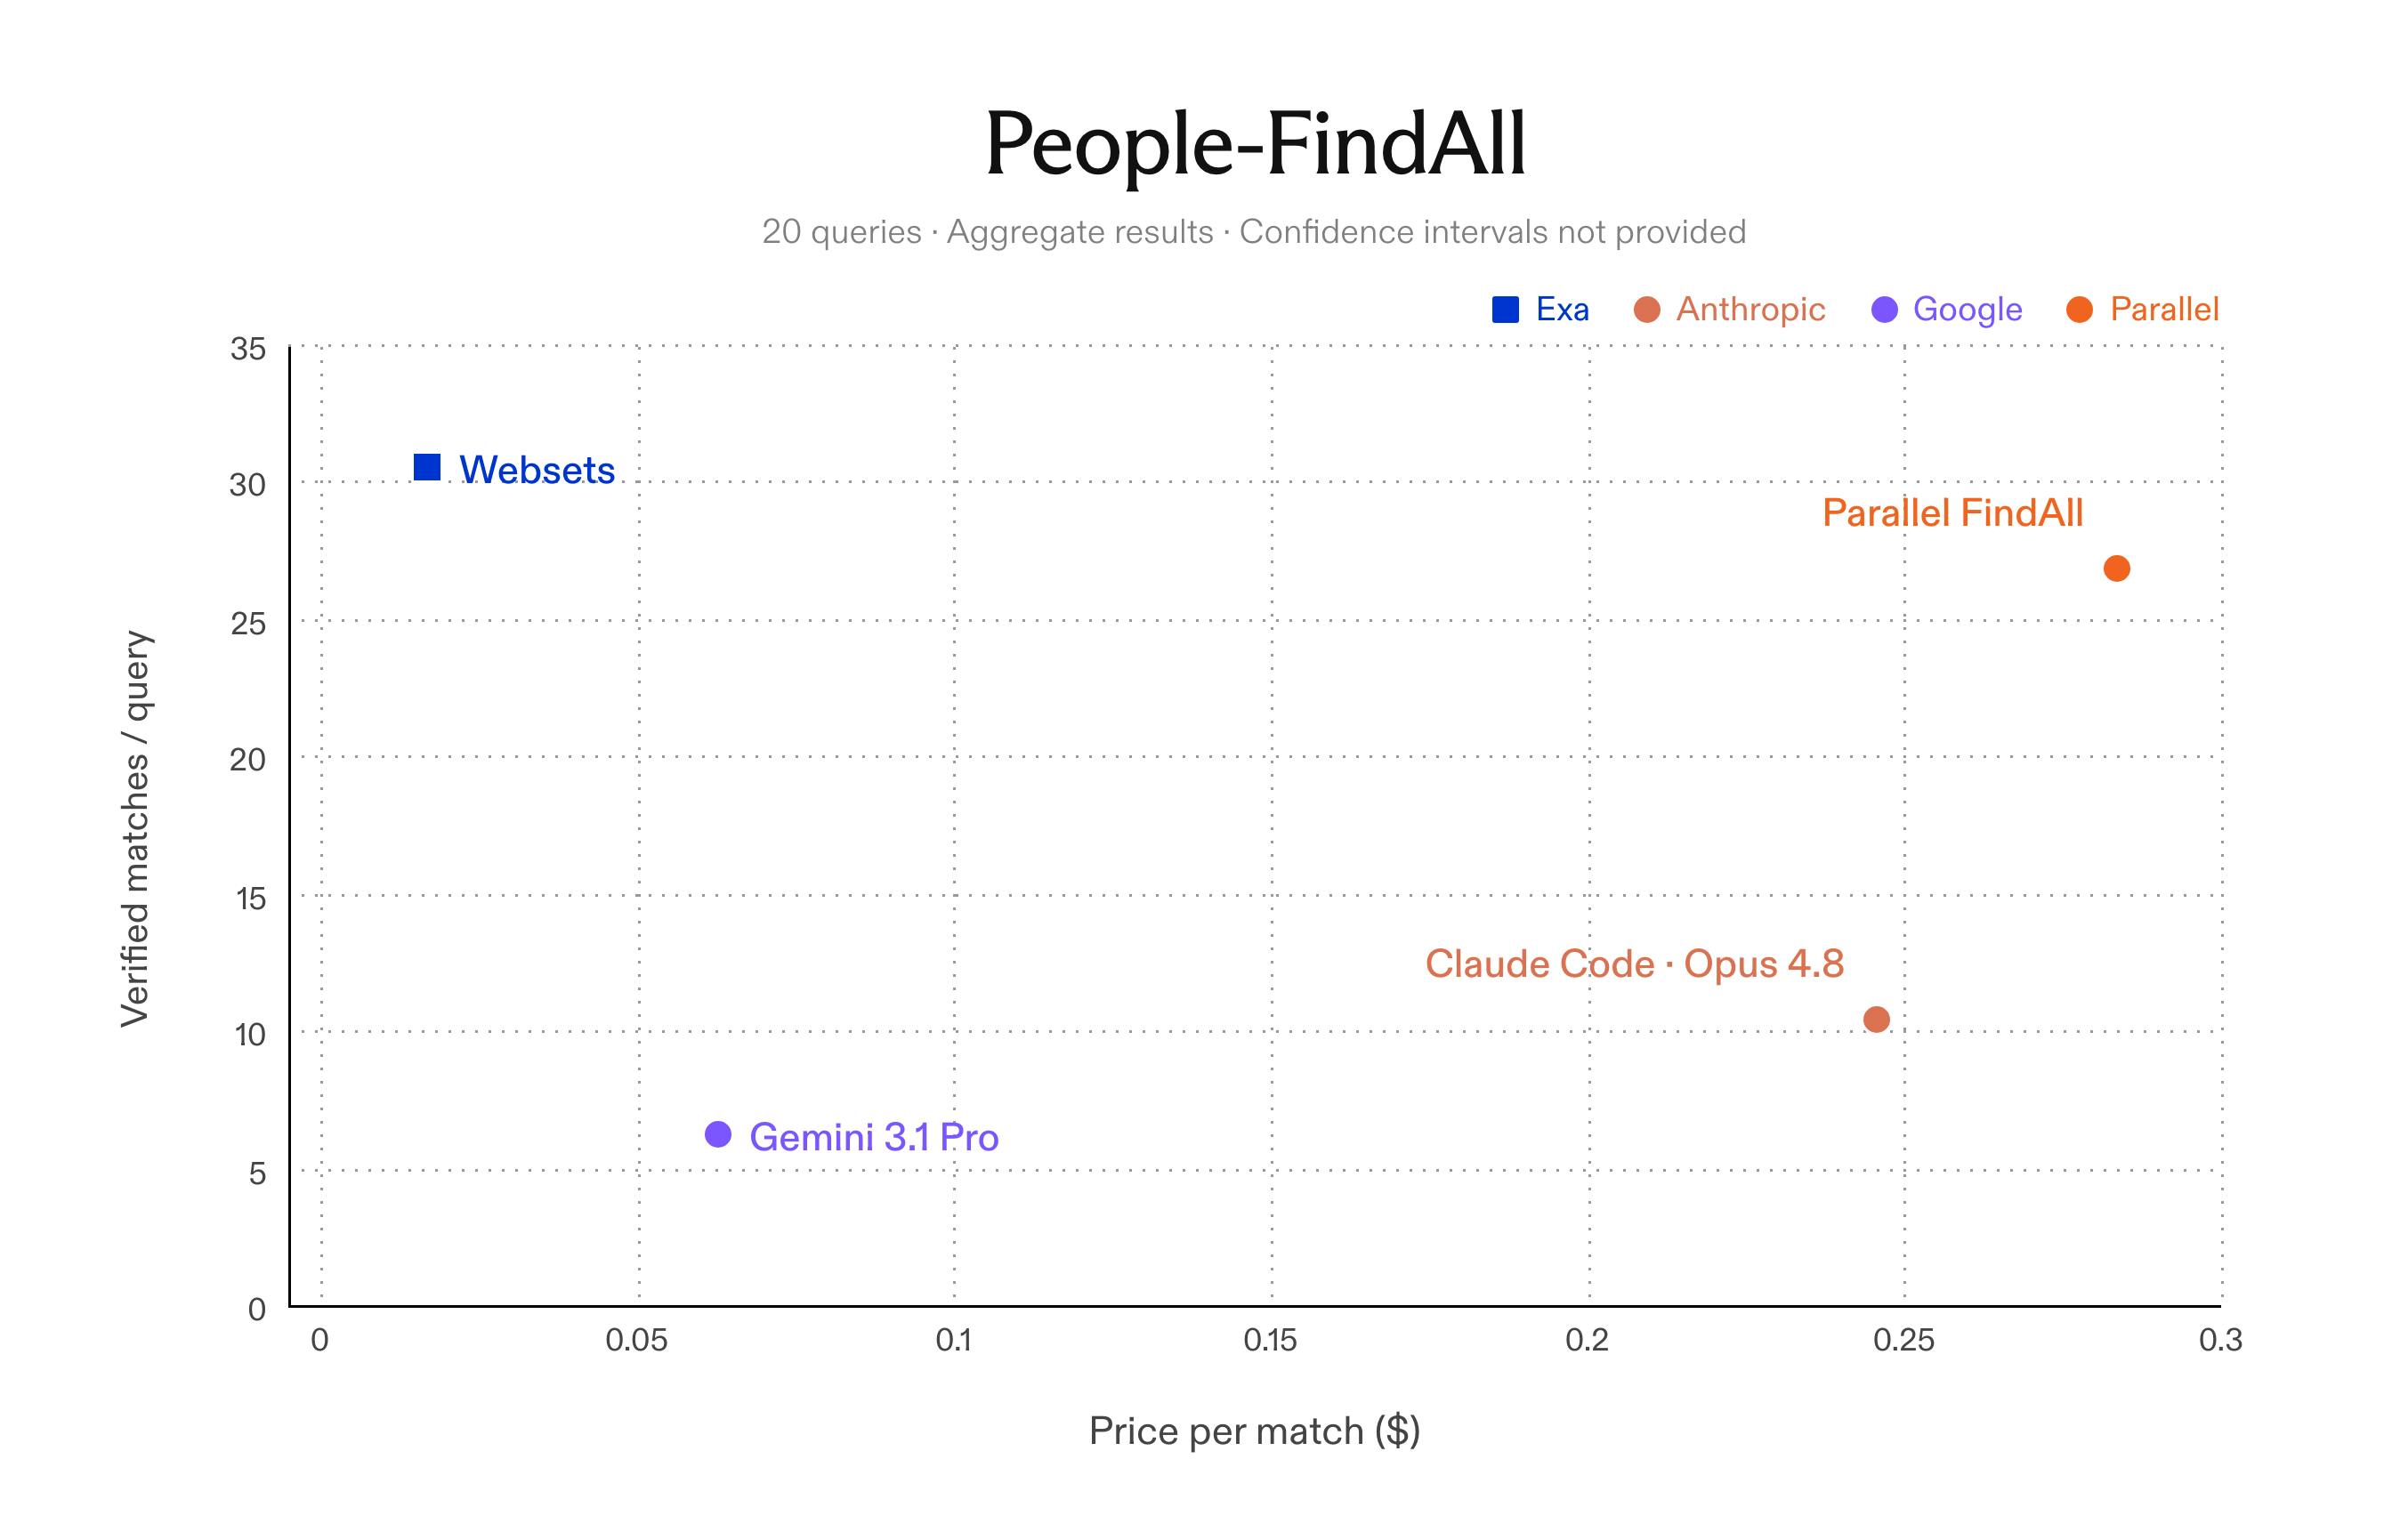 People-FindAll
20 queries · Aggregate results · Confidence intervals not provided
Exa Anthropic Google Parallel
35
Websets
30
Parallel FindAll
25
Verified matches / query
20
15
Claude Code · Opus 4.8
10
Gemini 3.1 Pro
5
0
0 0.05 0.1 0.15 0.2 0.25 0.3
Price per match ($)